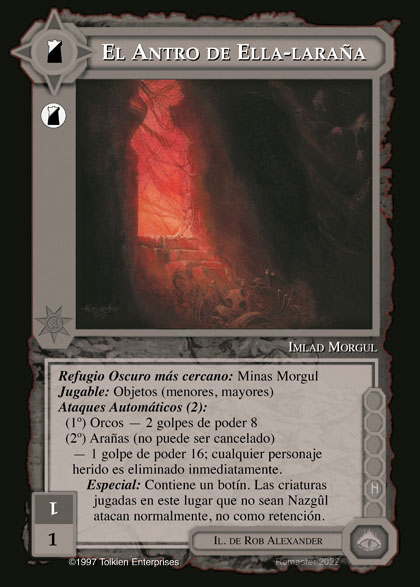 El Antro de Ella-laraña
Imlad Morgul
Refugio Oscuro más cercano: Minas Morgul
Jugable: Objetos (menores, mayores)
Ataques Automáticos (2):
(1º) Orcos — 2 golpes de poder 8
(2º) Arañas (no puede ser cancelado)
— 1 golpe de poder 16; cualquier personaje
herido es eliminado inmediatamente.
Especial: Contiene un botín. Las criaturas
jugadas en este lugar que no sean Nazgûl
atacan normalmente, no como retención.
H
1
1
Il. de Rob Alexander
©1997 Tolkien Enterprises
Remaster 2022